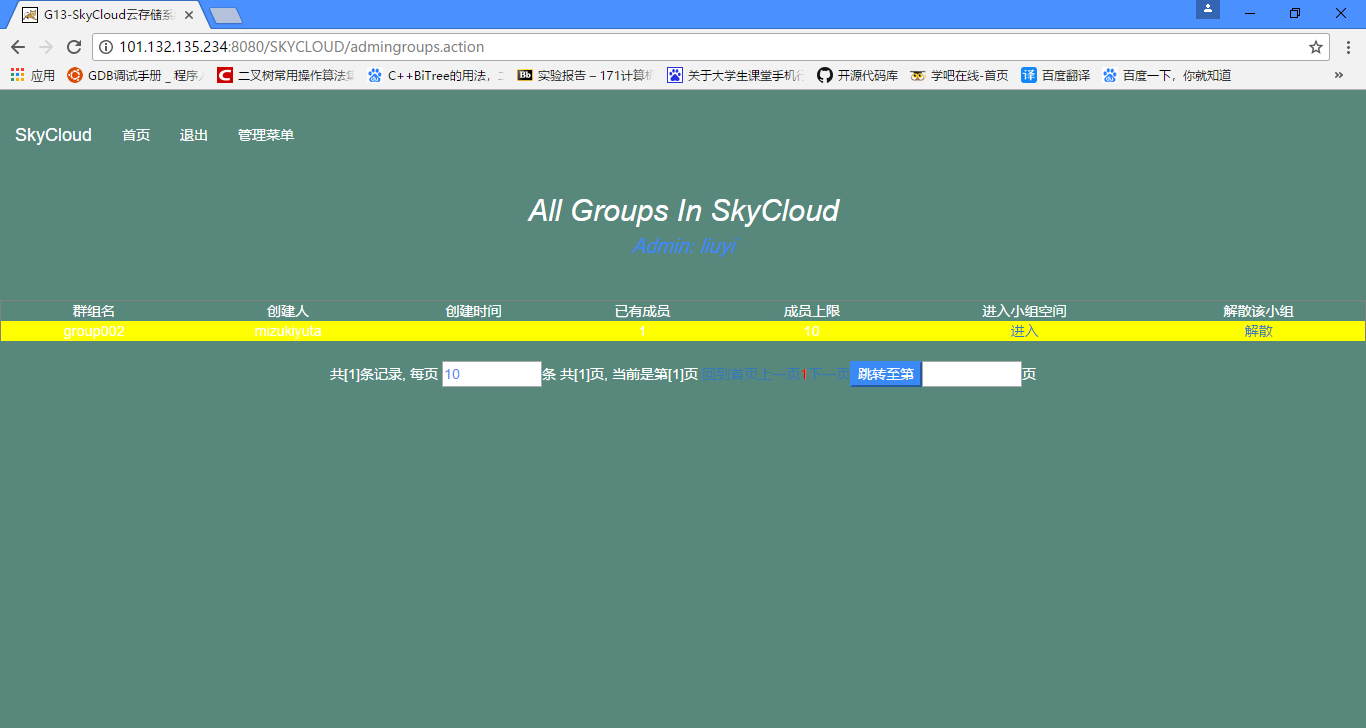 G13-SkyCloud云存储系
101.132.135.234:8080/SKYCLOUD/admingroups.action
应用 GDB调试手册 _ 程序 二叉树常用操作算法集 C++BiTree的用法, Bb 实验报告 – 171计算机 关于大学生课堂手机行 开源代码库 学吧在线-首页 译 百度翻译 百度一下，你就知道 »
SkyCloud 首页 退出 管理菜单
All Groups In SkyCloud
Admin: liuyi
群组名 创建人 创建时间 已有成员 成员上限 进入小组空间 解散该小组
group002 mizukiyuta 1 10 进入 解散
共[1]条记录, 每页 10 条 共[1]页, 当前是第[1]页 回到首页上一页1下一页 跳转至第 页